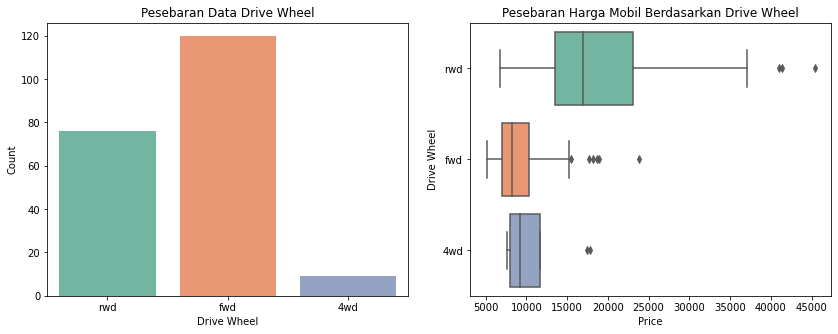 Pesebaran Data Drive Wheel
Count
120
100
80
60
40
20
0
rwd
fwd
4wd
Drive Wheel
Pesebaran Harga Mobil Berdasarkan Drive Wheel
Drive Wheel
rwd
fwd
4wd
5000
10000
15000
20000
25000
30000
35000
40000
45000
Price